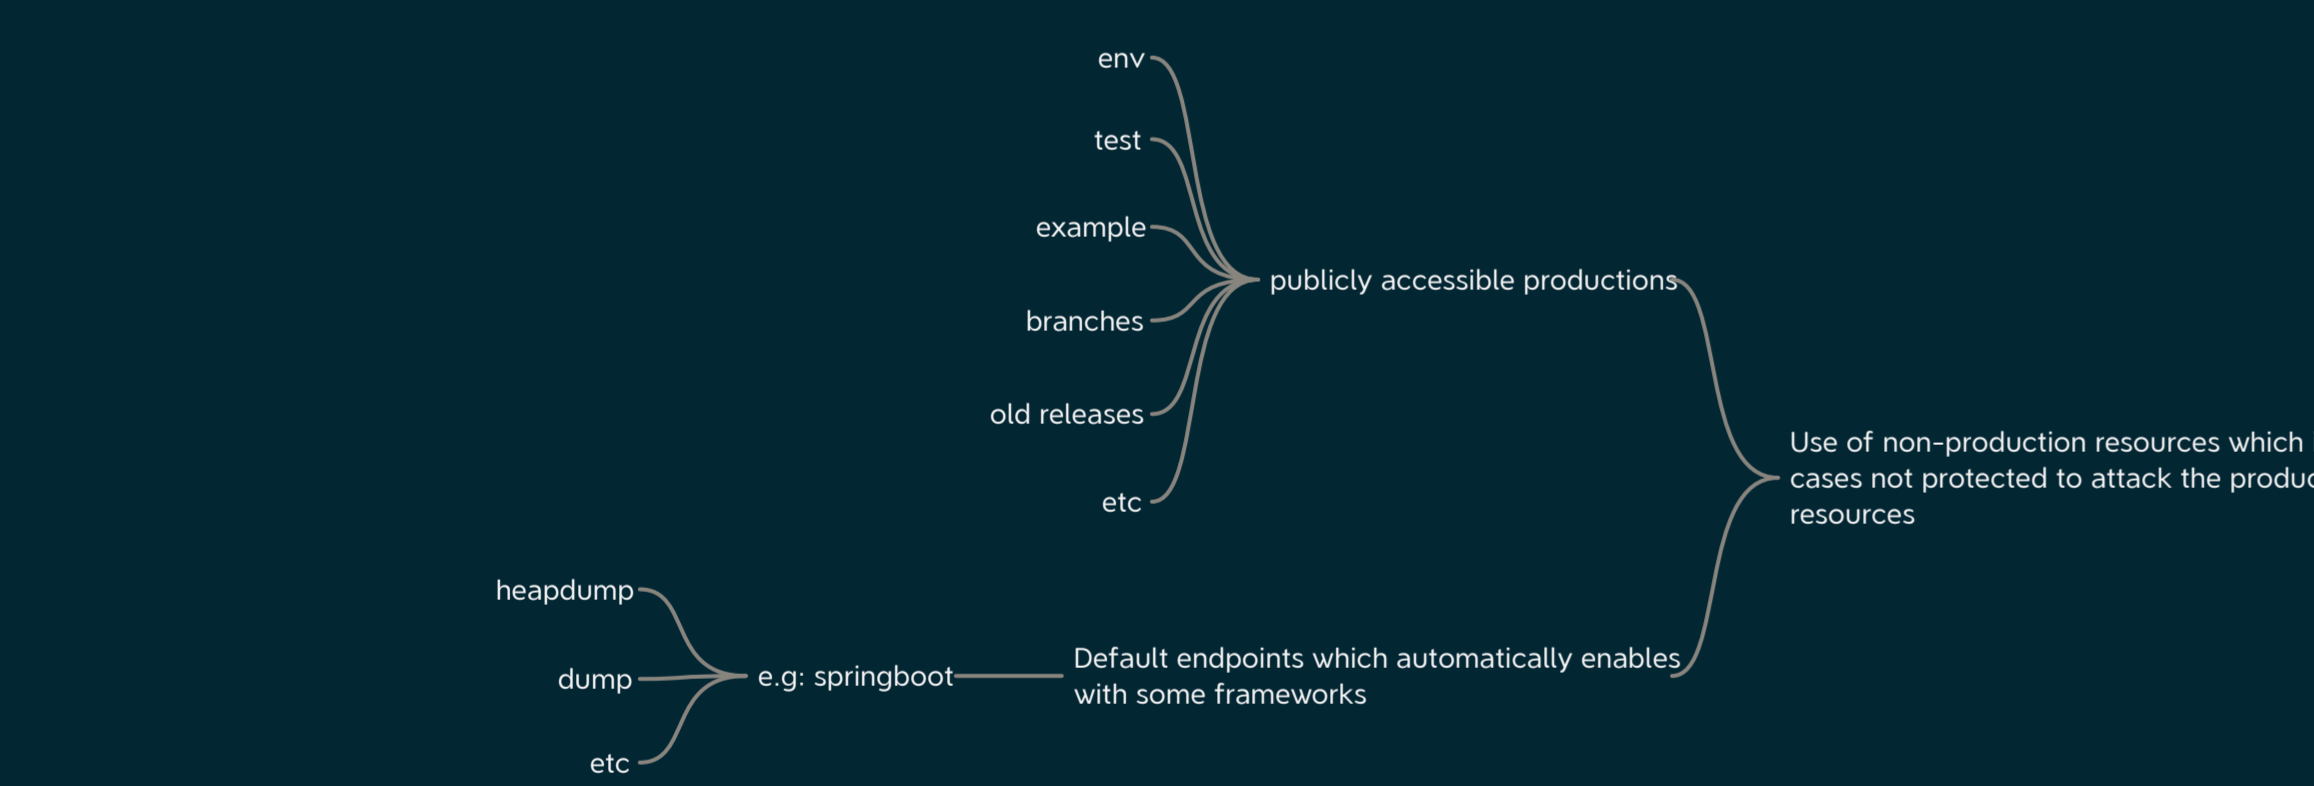 env
test
example
branches
old releases
etc
publicly accessible productions
Use of non-production resources which
cases not protected to attack the
resources
heapdump
dump
etc
e.g: springboot
Default endpoints which automatically enables
with some frameworks